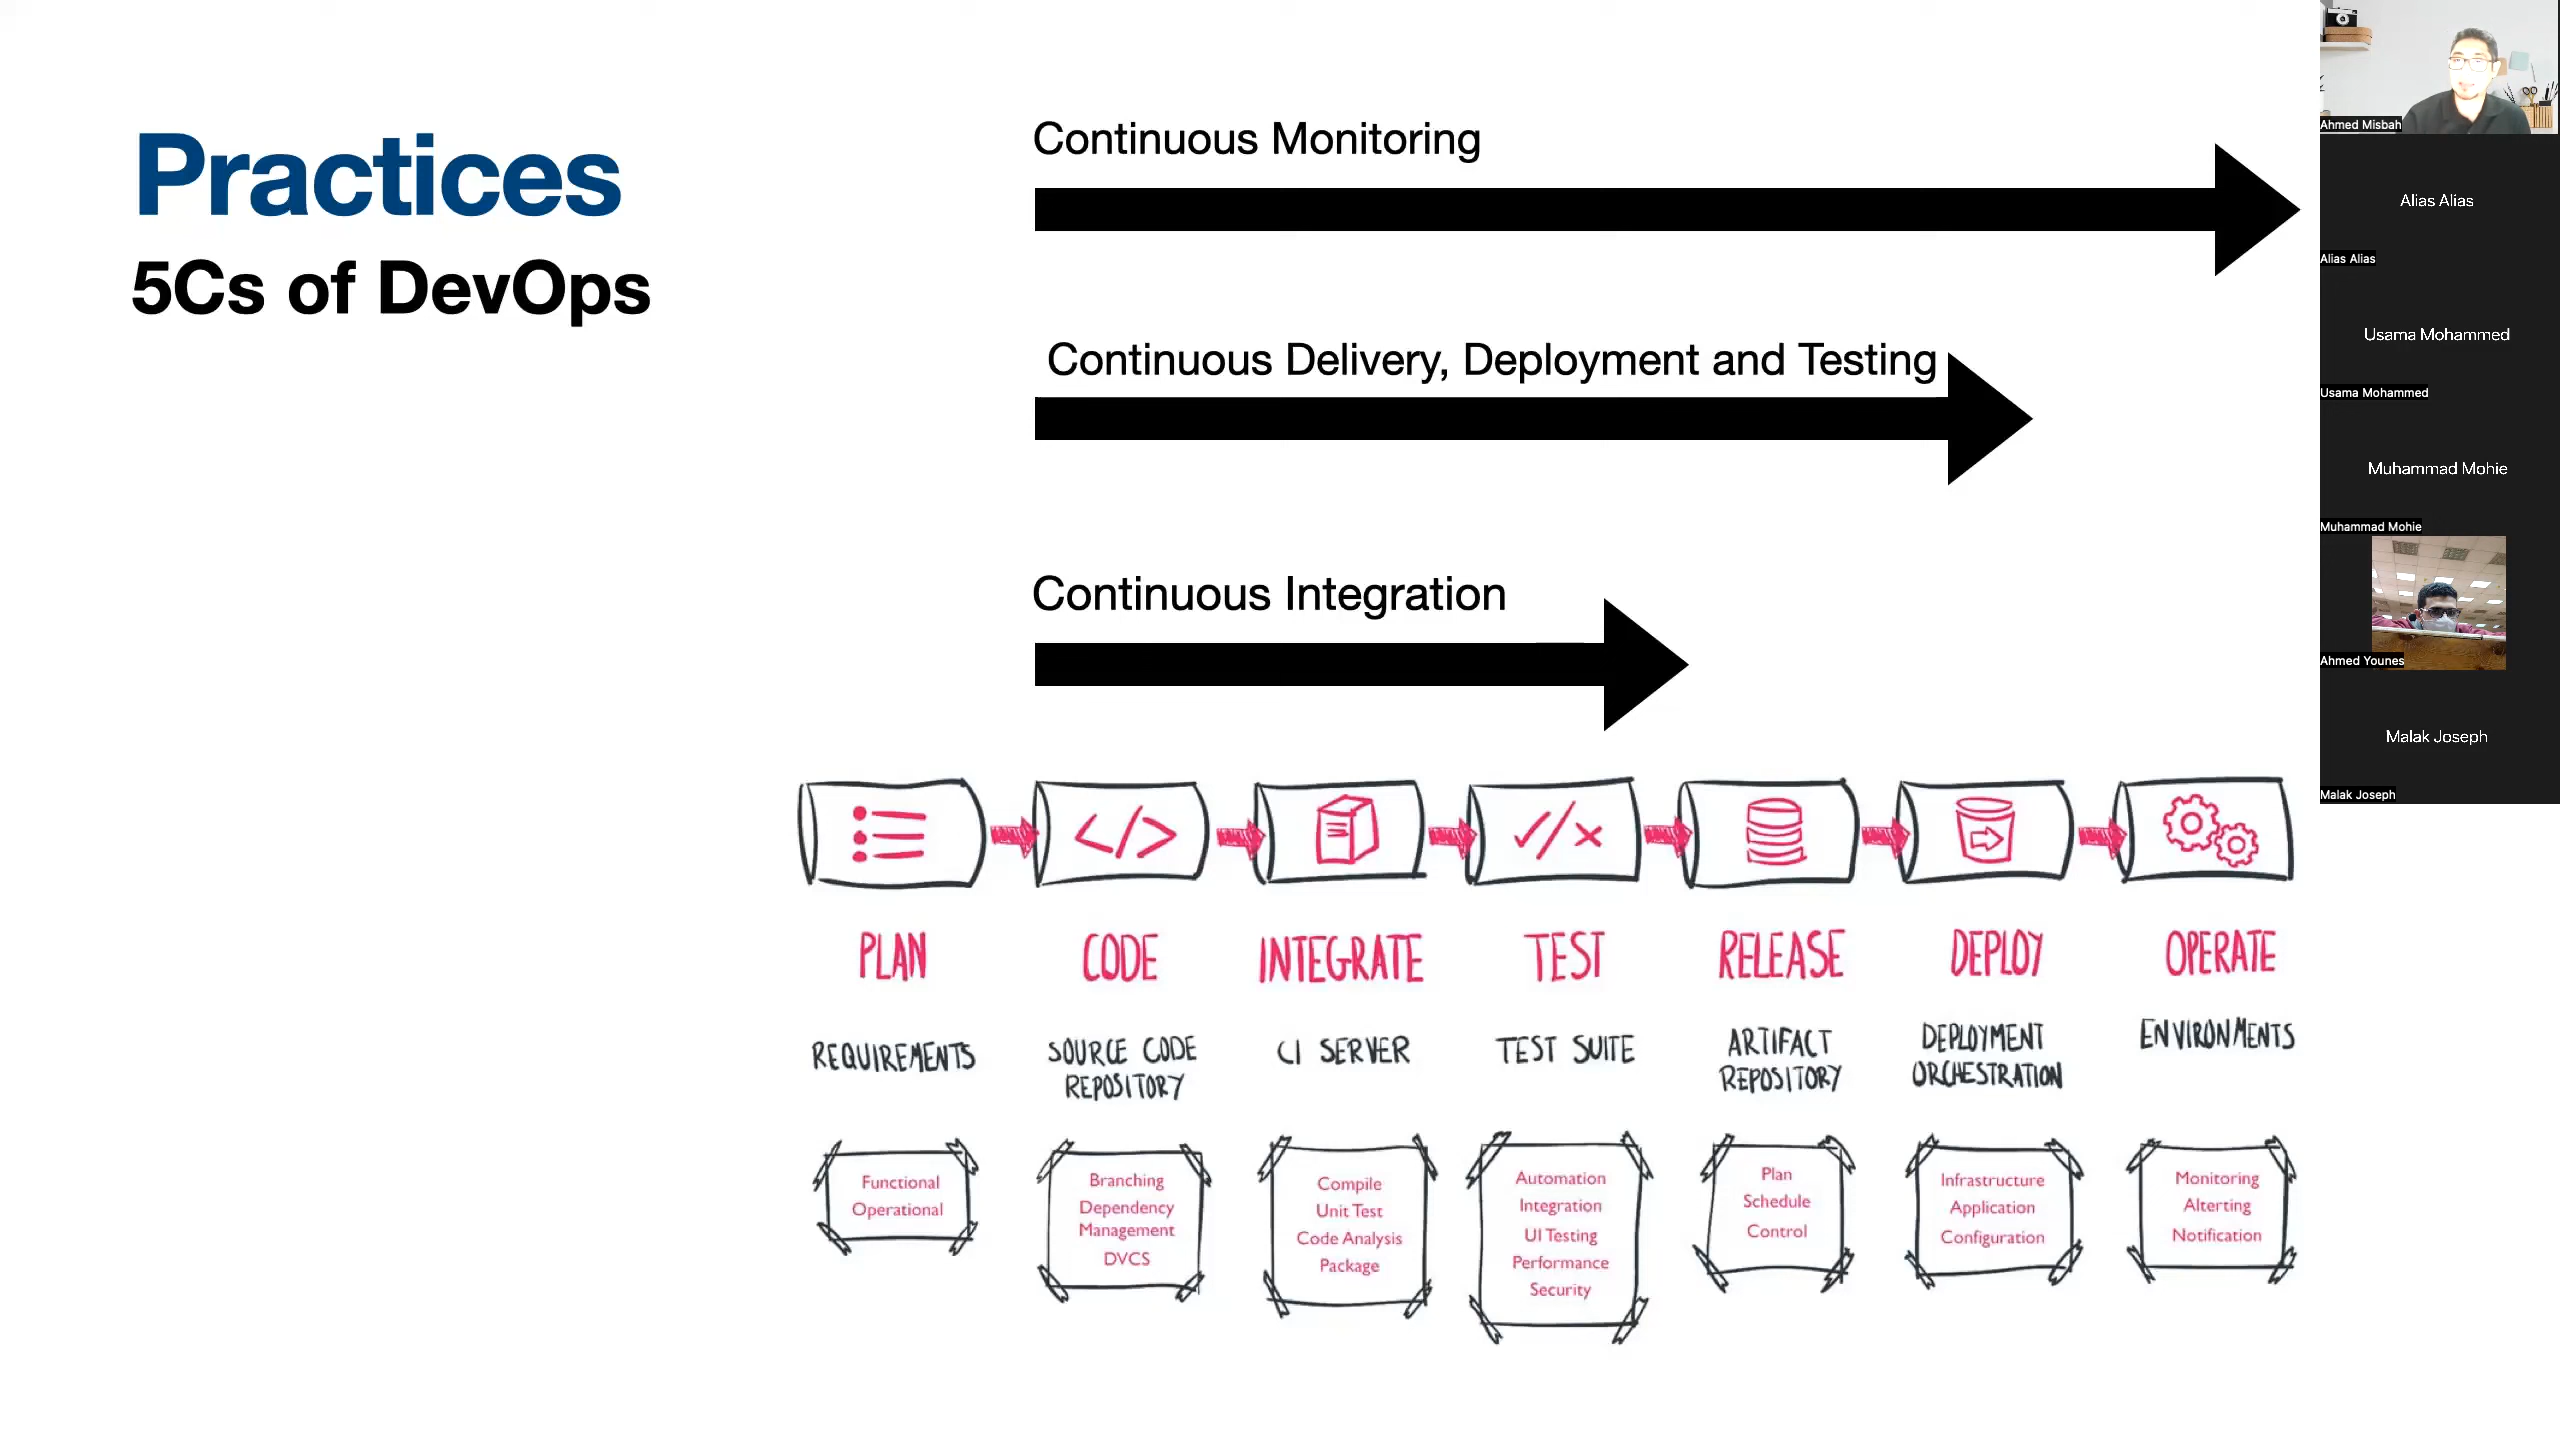 Practices
5Cs of DevOps
Continuous Monitoring
Continuous Delivery, Deployment and Testing
Continuous Integration
PLAN
CODE
INTEGRATE
TEST
RELEASE
DEPLOY
OPERATE
REQUIREMENTS
SOURCE CODE
REPOSITORY
CI SERVER
TEST SUITE
ARTIFACT
REPOSITORY
DEPLOYMENT
ORCHESTRATION
ENVIRONMENTS
Functional
Operational
Branching
Dependency
Management
DVCS
Compile
Unit Test
Code Analysis
Package
Automation
Integration
UI Testing
Performance
Security
Plan
Schedule
Control
Infrastructure
Application
Configuration
Monitoring
Alterting
Notification
Ahmed Misbah
Alias Alias
Alias Alias
Usama Mohammed
Usama Mohammed
Muhammad Mohie
Muhammad Mohie
Ahmed Younes
Malak Joseph
Malak Joseph